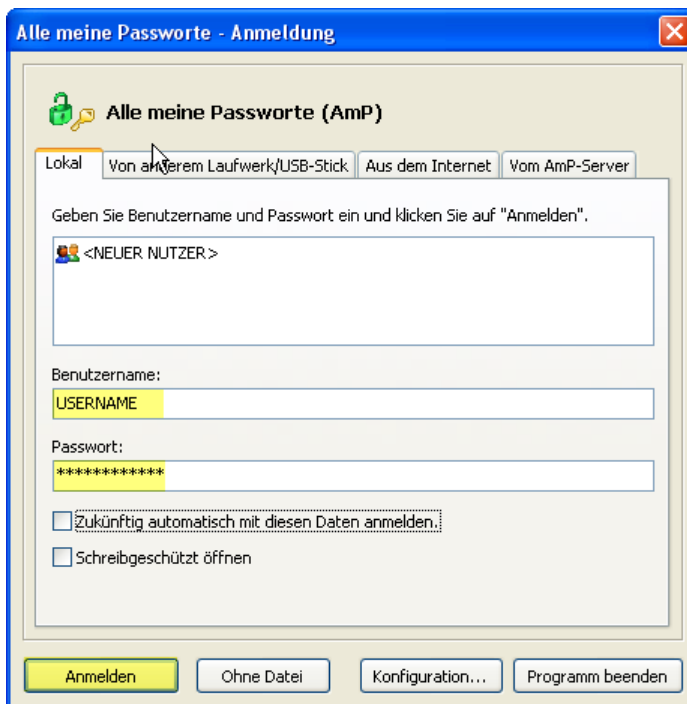 Alle meine Passworte - Anmeldung
Alle meine Passworte (AmP)
Lokal
Von anderem Laufwerk/USB-Stick
Aus dem Internet
Vom AmP-Server
Geben Sie Benutzername und Passwort ein und klicken Sie auf "Anmelden".
<NEUER NUTZER>
Benutzername:
USERNAME
Passwort:
************
Zukünftig automatisch mit diesen Daten anmelden.
Schreibgeschützt öffnen
Anmelden
Ohne Datei
Konfiguration...
Programm beenden